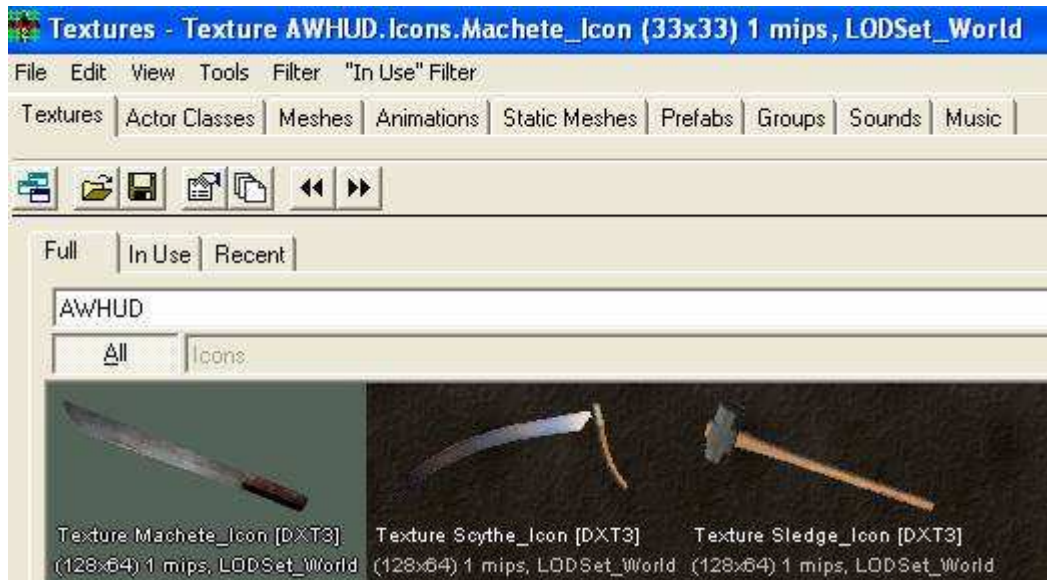 Textures - Texture AWHUD.Icons.Machete_Icon (33x33) 1 mips, LODSet_World
File Edit View Tools Filter "In Use" Filter
Textures Actor Classes Meshes Animations Static Meshes Prefabs Groups Sounds Music
Full In Use Recent
AWHUD
All Icons
Texture Machete_Icon [DXT3] Texture Scythe_Icon [DXT3] Texture Sledge_Icon [DXT3]
(128x64) 1 mips, LODSet_World (128x64) 1 mips, LODSet_World (128x64) 1 mips, LODSet_World